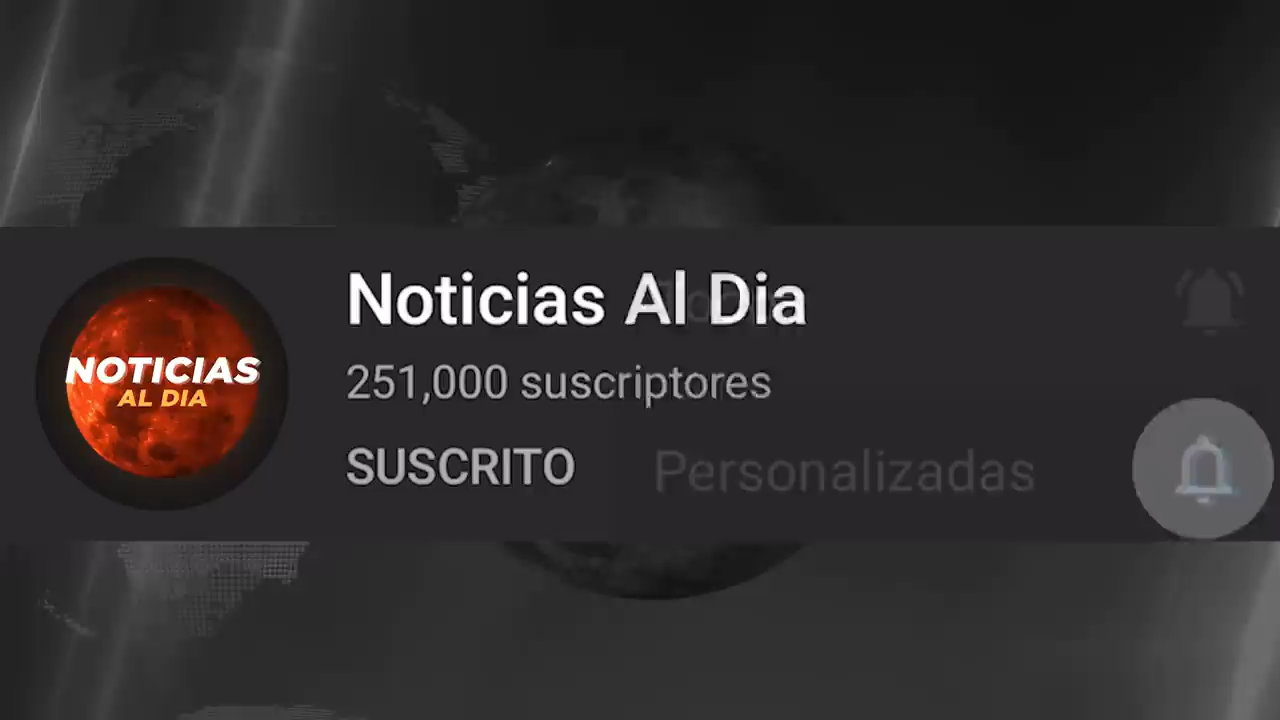 Noticias Al Dia
251,000 suscriptores
NOTICIAS
AL DIA
SUSCRITO
Personalizadas